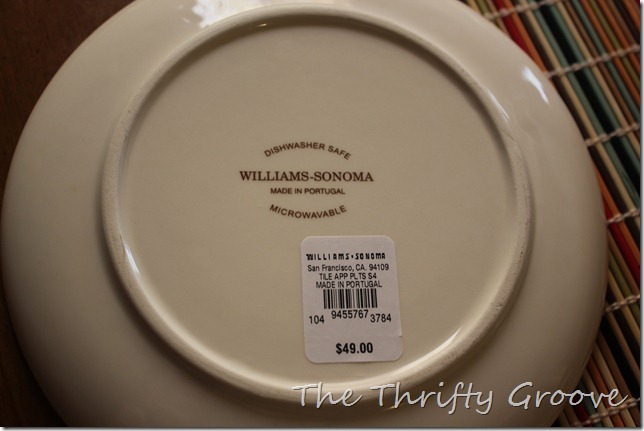 DISHWASHER SAFE
WILLIAMS-SONOMA
MADE IN PORTUGAL
MICROWAVABLE
WILLIAMS-SONOMA
San Francisco, CA. 94109
TILE APP PLTS S4
MADE IN PORTUGAL
104 9455767 3784
$49.00
The Thrifty Groove